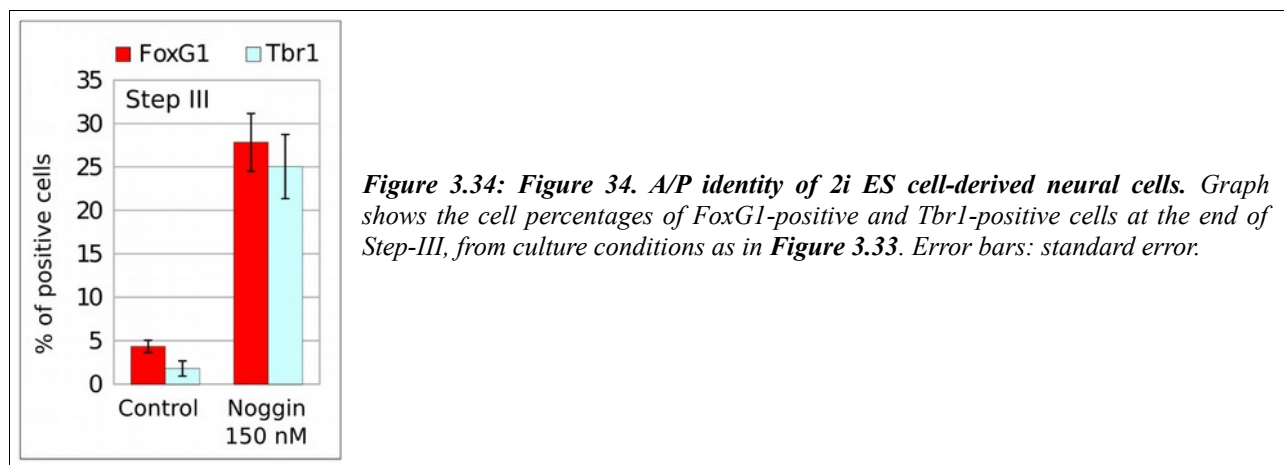 FoxG1 Tbr1
Step III
% of positive cells
35
30
25
20
15
10
5
0
Control Noggin
150 nM
Figure 3.34: Figure 34. A/P identity of 2i ES cell-derived neural cells. Graph
shows the cell percentages of FoxG1-positive and Tbr1-positive cells at the end of
Step-III, from culture conditions as in Figure 3.33. Error bars: standard error.